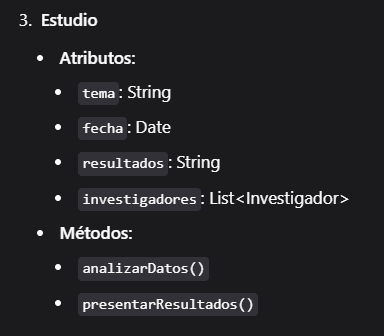 3. Estudio
• Atributos:
• tema: String
• fecha: Date
• resultados: String
• investigadores: List<Investigador>
• Métodos:
• analizarDatos()
• presentarResultados()